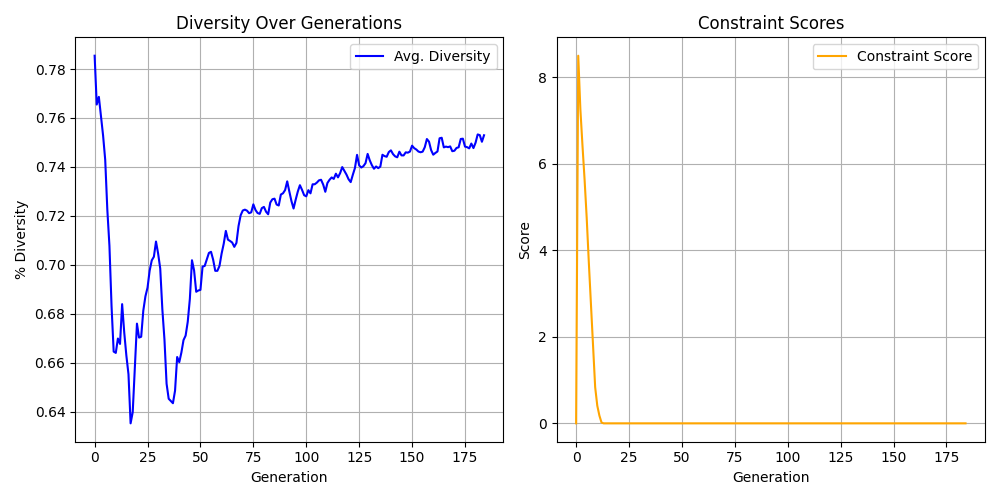 Diversity Over Generations
Avg. Diversity
% Diversity
0.78
0.76
0.74
0.72
0.70
0.68
0.66
0.64
0 25 50 75 100 125 150 175
Generation
Constraint Scores
Constraint Score
Score
8
6
4
2
0
0 25 50 75 100 125 150 175
Generation